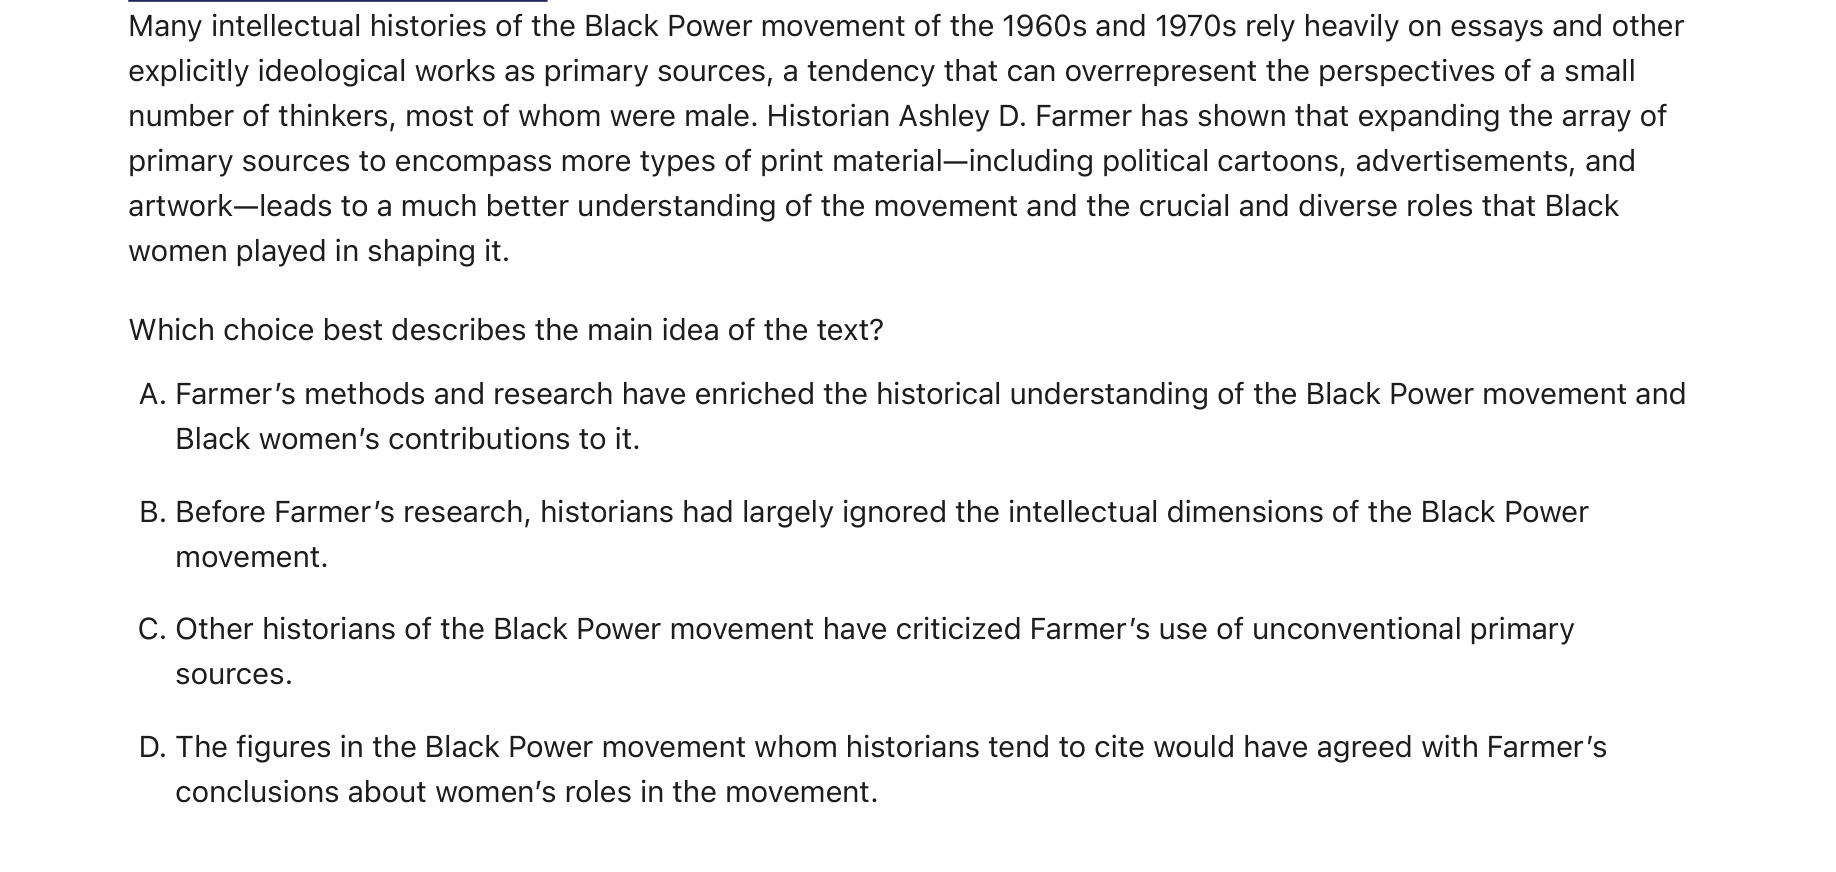 Many intellectual histories of the Black Power movement of the 1960s and 1970s rely heavily on essays and other
explicitly ideological works as primary sources, a tendency that can overrepresent the perspectives of a small
number of thinkers, most of whom were male. Historian Ashley D. Farmer has shown that expanding the array of
primary sources to encompass more types of print material—including political cartoons, advertisements, and
artwork—leads to a much better understanding of the movement and the crucial and diverse roles that Black
women played in shaping it.
Which choice best describes the main idea of the text?
A. Farmer’s methods and research have enriched the historical understanding of the Black Power movement and
Black women’s contributions to it.
B. Before Farmer’s research, historians had largely ignored the intellectual dimensions of the Black Power
movement.
C. Other historians of the Black Power movement have criticized Farmer’s use of unconventional primary
sources.
D. The figures in the Black Power movement whom historians tend to cite would have agreed with Farmer’s
conclusions about women’s roles in the movement.